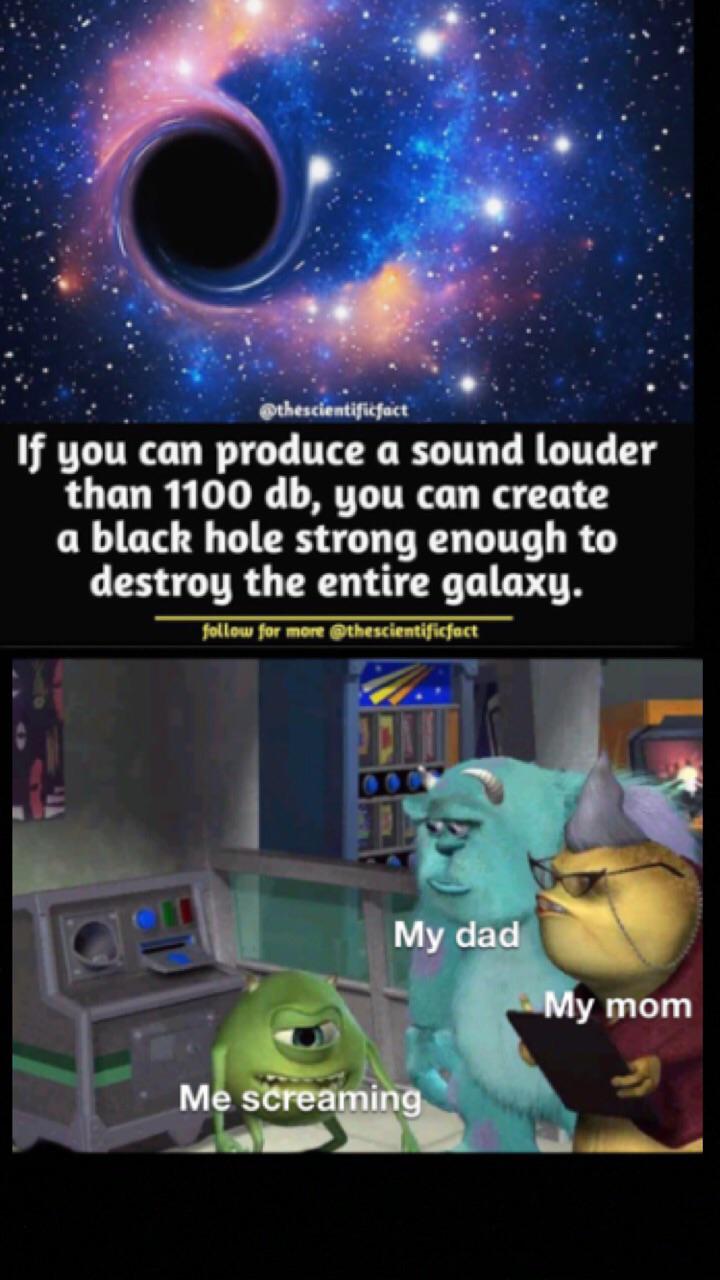 @thescientificfact
If you can produce a sound louder
than 1100 db, you can create
a black hole strong enough to
destroy the entire galaxy.
follow for more @thescientificfact
My dad
My mom
Me screaming